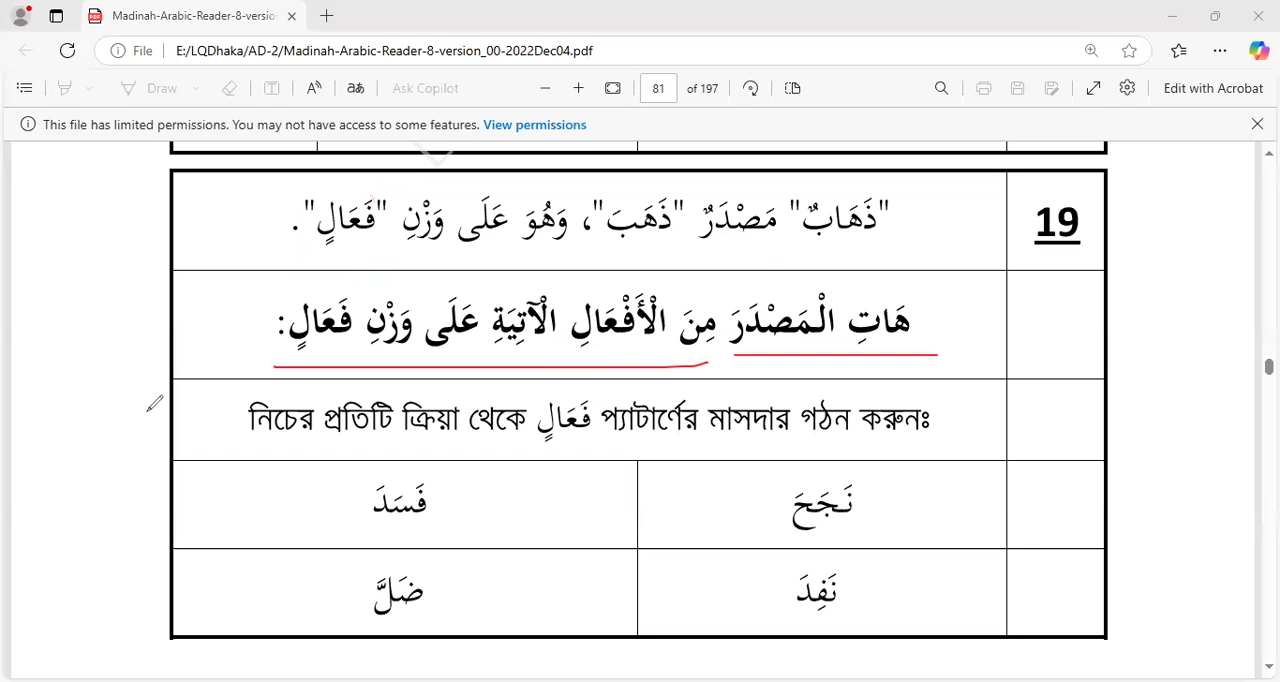 Madinah-Arabic-Reader-8-versio
File
E:/LQDhaka/AD-2/Madinah-Arabic-Reader-8-version_00-2022Dec04.pdf
Draw
Ask Copilot
81 of 197
Edit with Acrobat
This file has limited permissions. You may not have access to some features. View permissions
19
"ذَهَابٌ" مَصْدَرٌ "ذَهَبَ"، وَهُوَ عَلَى وَزْنِ "فَعَالٍ".
هَاتِ الْمَصْدَرَ مِنَ الْأَفْعَالِ الْآتِيَةِ عَلَى وَزْنِ فَعَالٍ:
নিচের প্রতিটি ক্রিয়া থেকে فَعَالٍ প্যাটার্ণের মাসদার গঠন করুনঃ
نَجَحَ فَسَدَ
نَفِدَ ضَلَّ